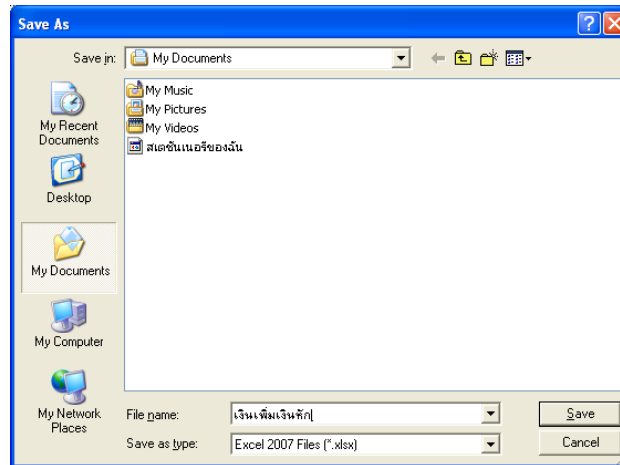 Save As
Save in:
My Documents
My Music
My Pictures
My Videos
สเตชันเนอรีของฉัน
My Recent
Documents
Desktop
My Documents
My Computer
My Network
Places
File name:
เงินเพิ่มเงินหัก
Save
Save as type:
Excel 2007 Files (*.xlsx)
Cancel